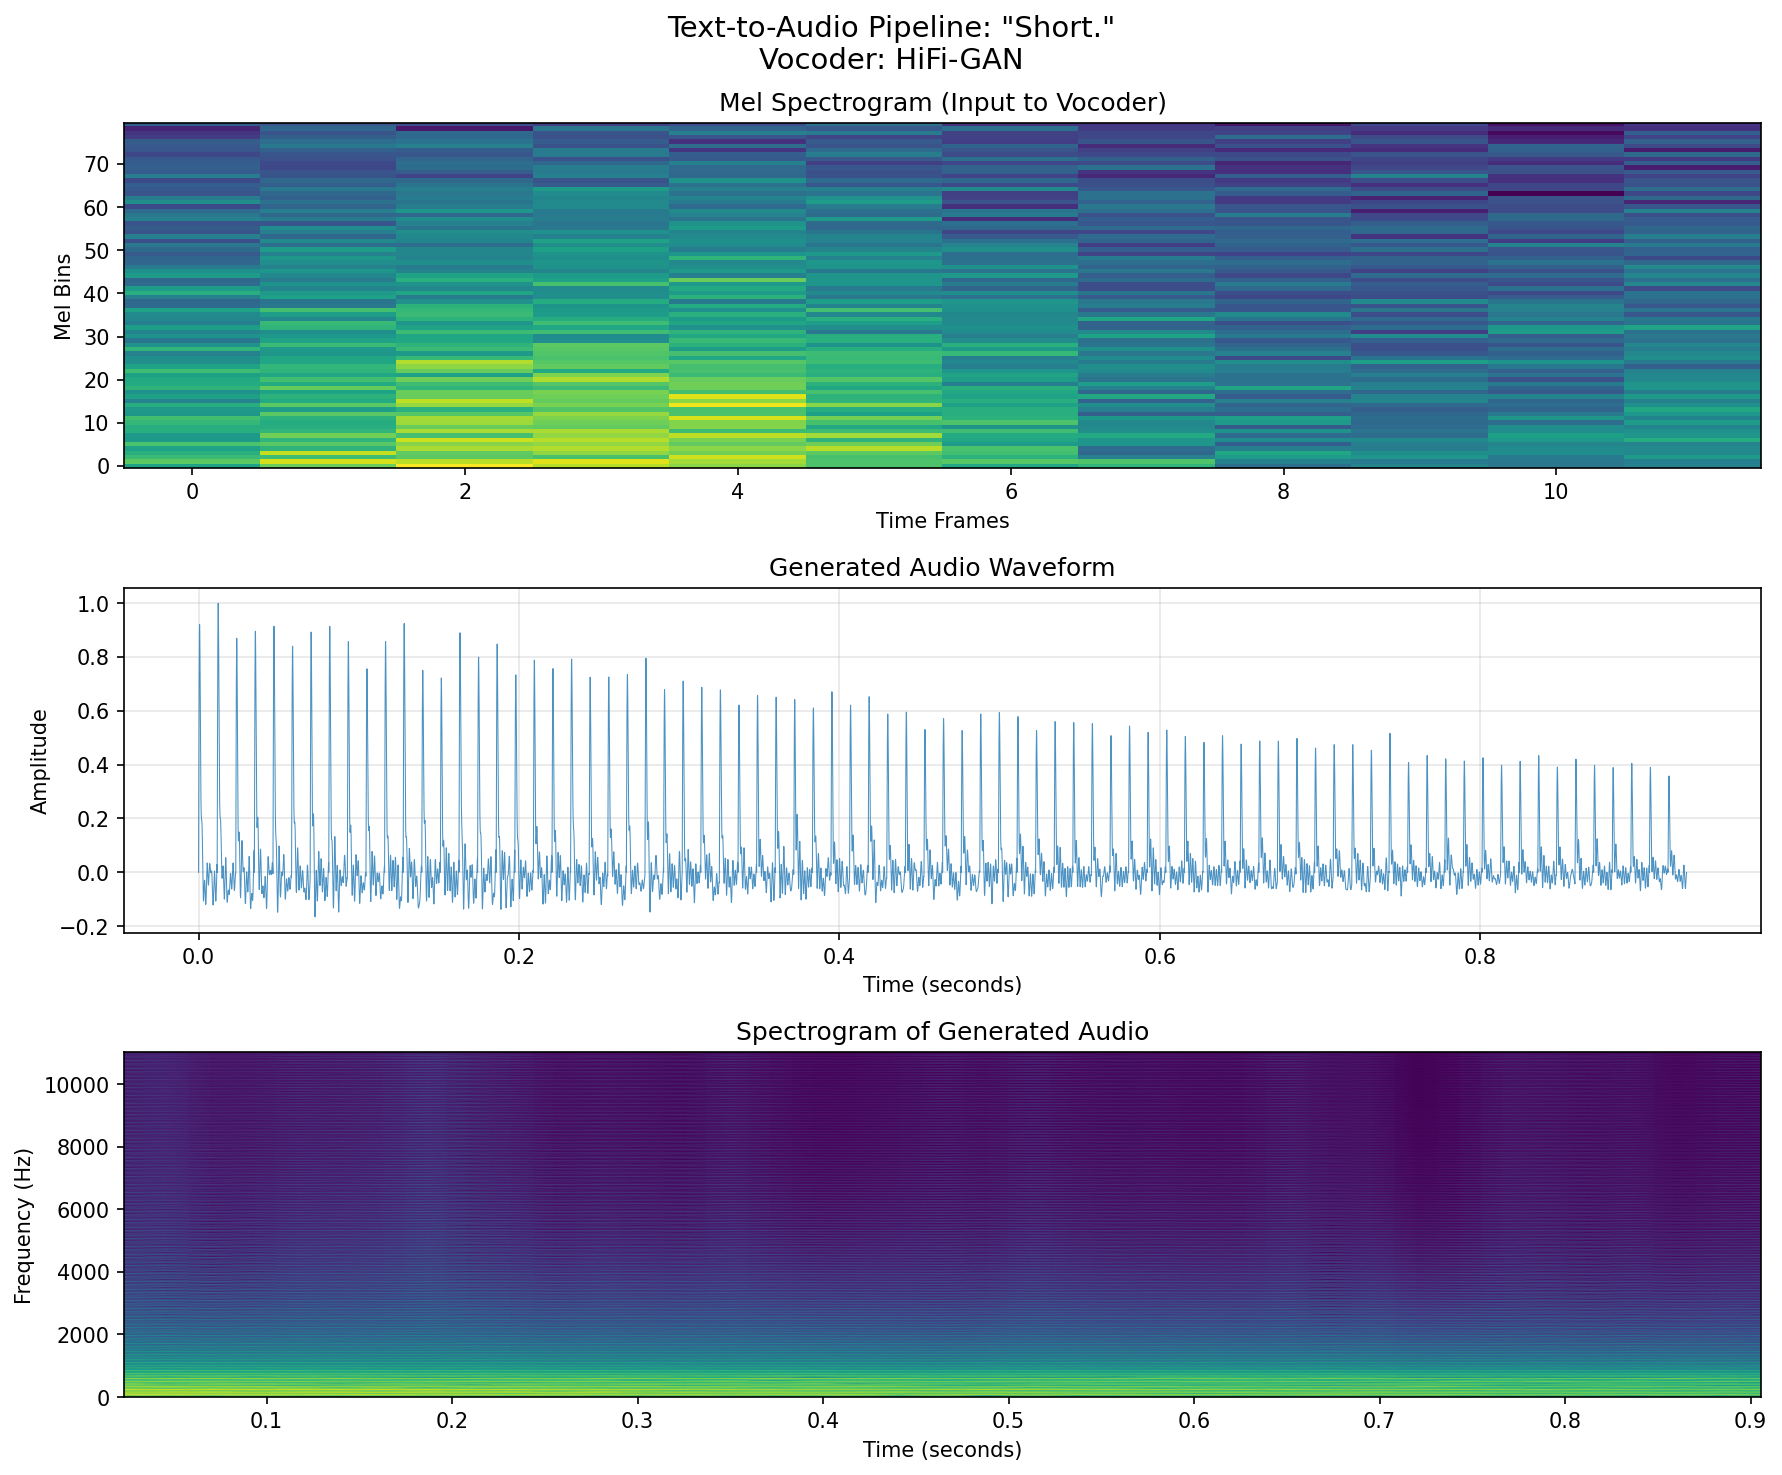 Text-to-Audio Pipeline: "Short."
Vocoder: HiFi-GAN
Mel Spectrogram (Input to Vocoder)
Mel Bins
70
60
50
40
30
20
10
0
0 2 4 6 8 10
Time Frames
Generated Audio Waveform
Amplitude
1.0
0.8
0.6
0.4
0.2
0.0
−0.2
0.0 0.2 0.4 0.6 0.8
Time (seconds)
Spectrogram of Generated Audio
Frequency (Hz)
10000
8000
6000
4000
2000
0
0.1 0.2 0.3 0.4 0.5 0.6 0.7 0.8 0.9
Time (seconds)